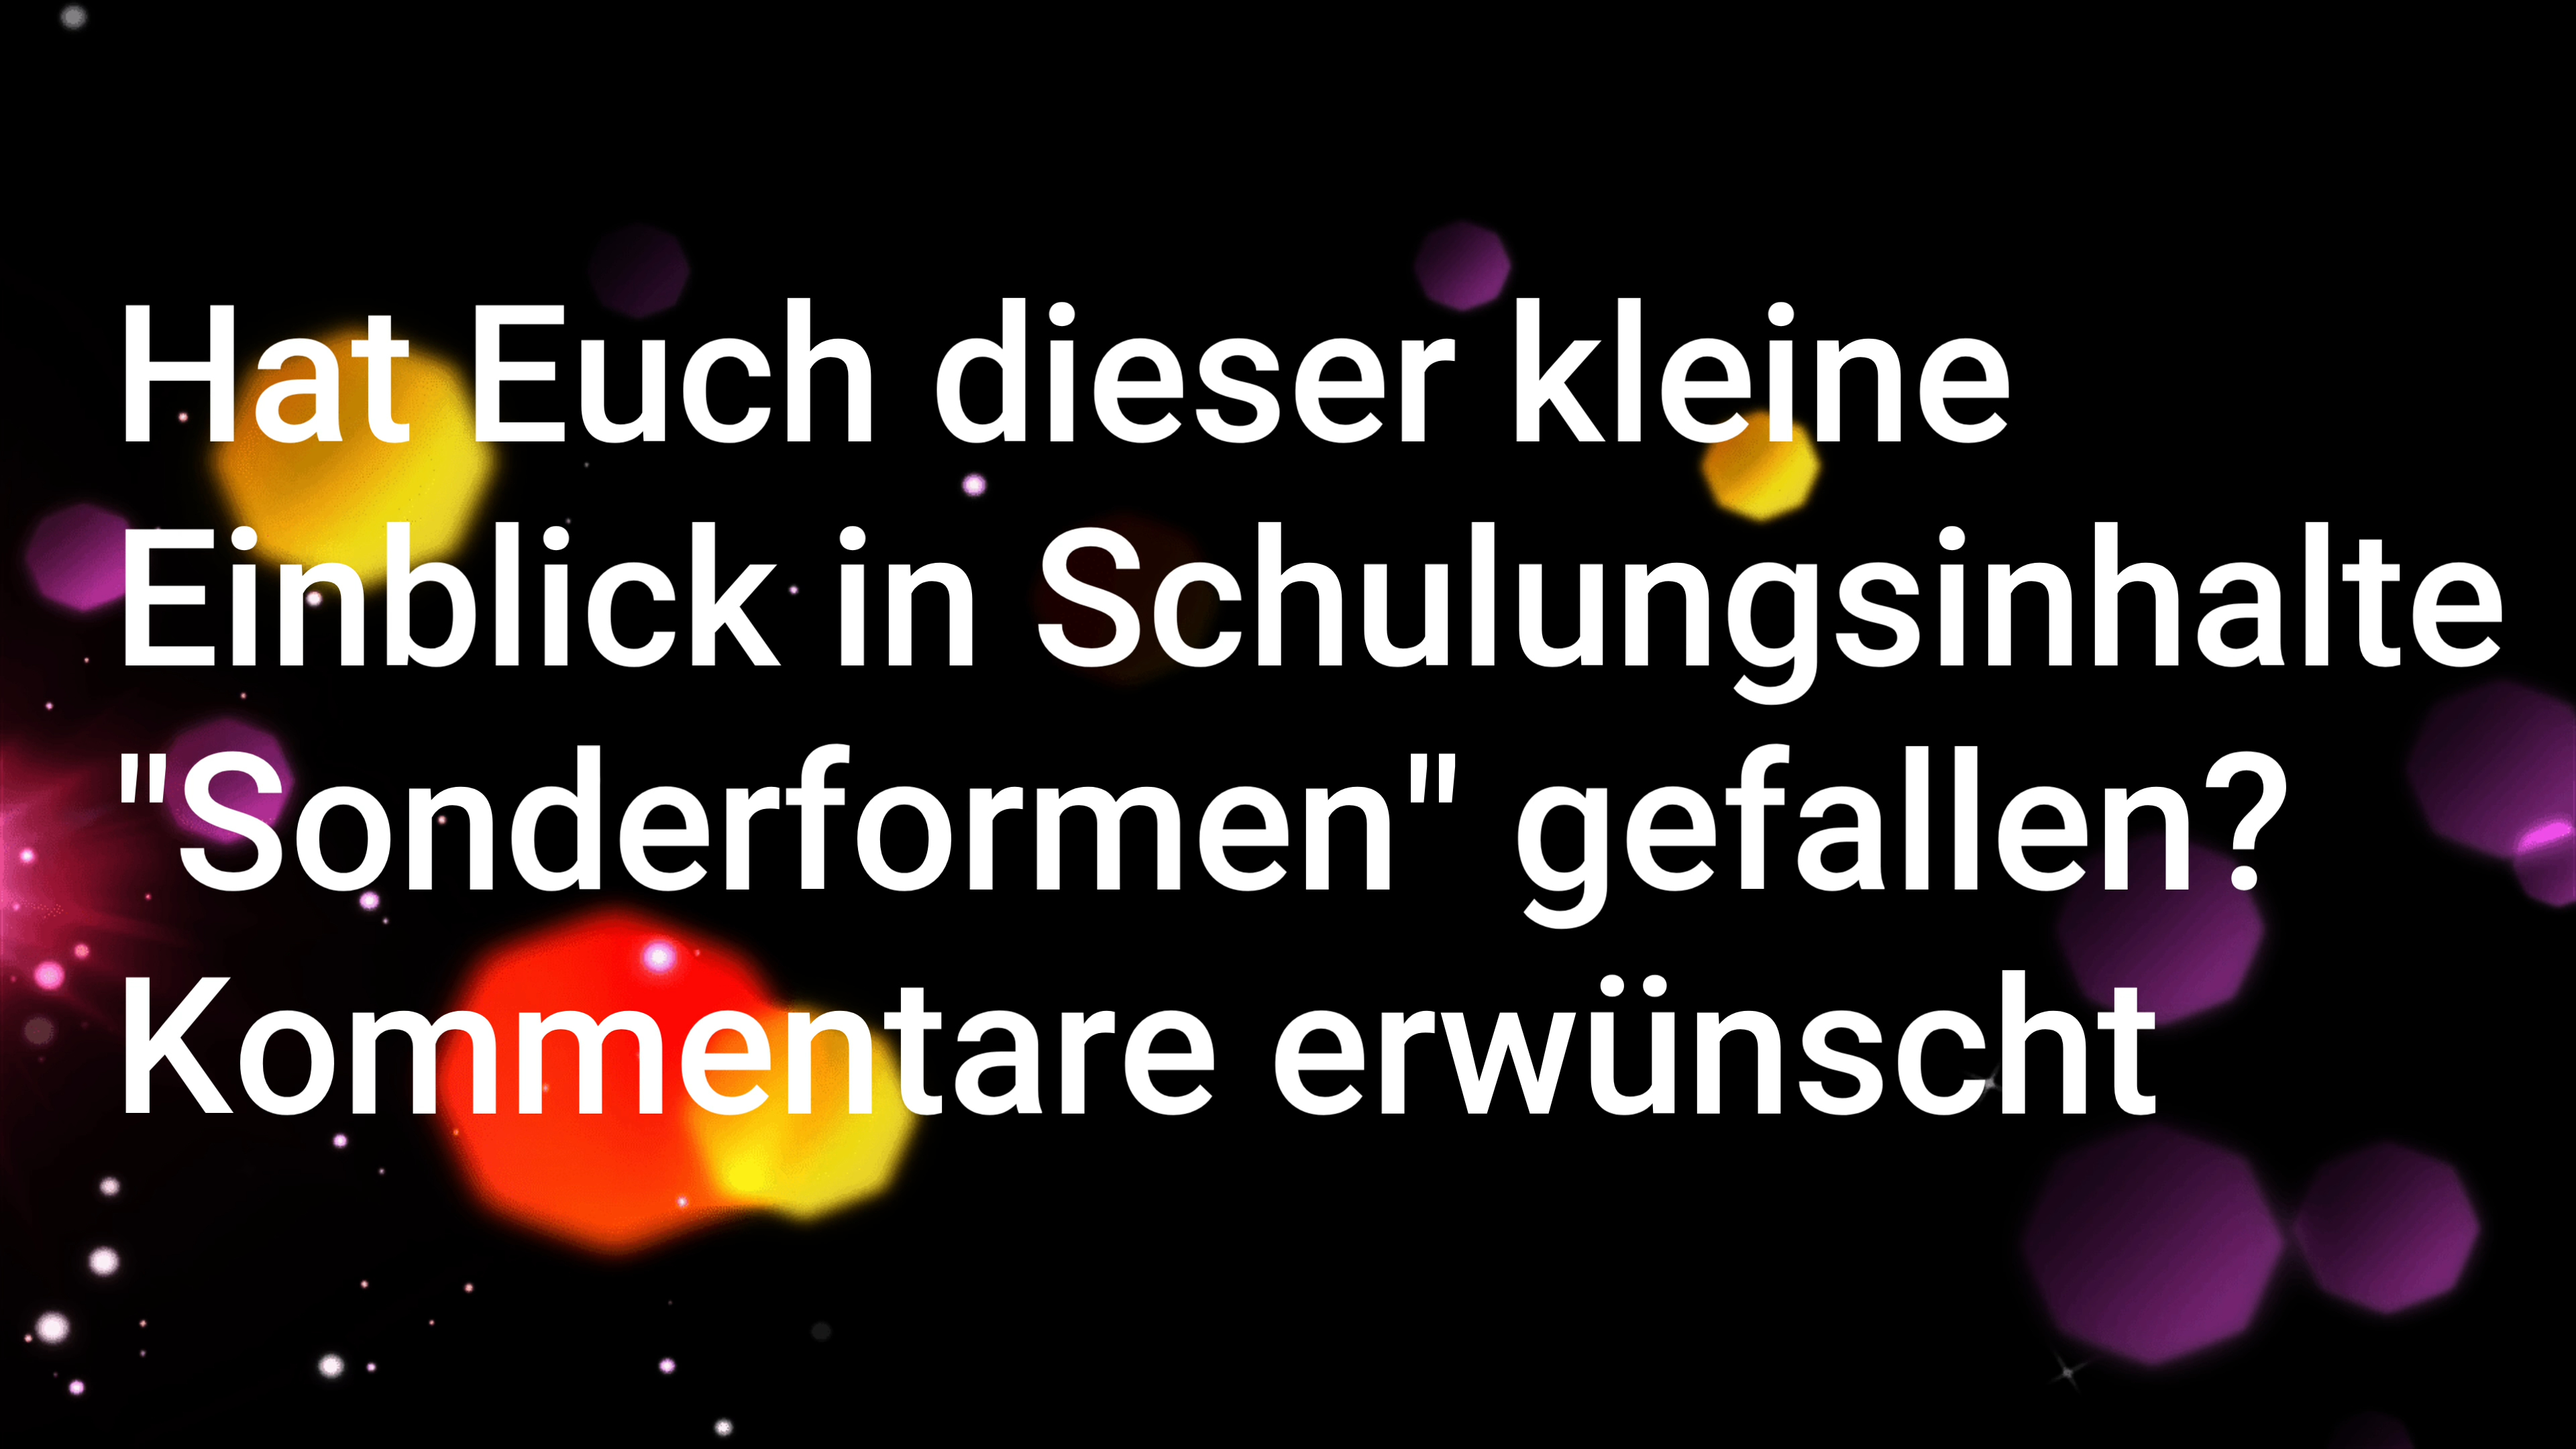 Hat Euch dieser kleine
Einblick in Schulungsinhalte
"Sonderformen" gefallen?
Kommentare erwünscht